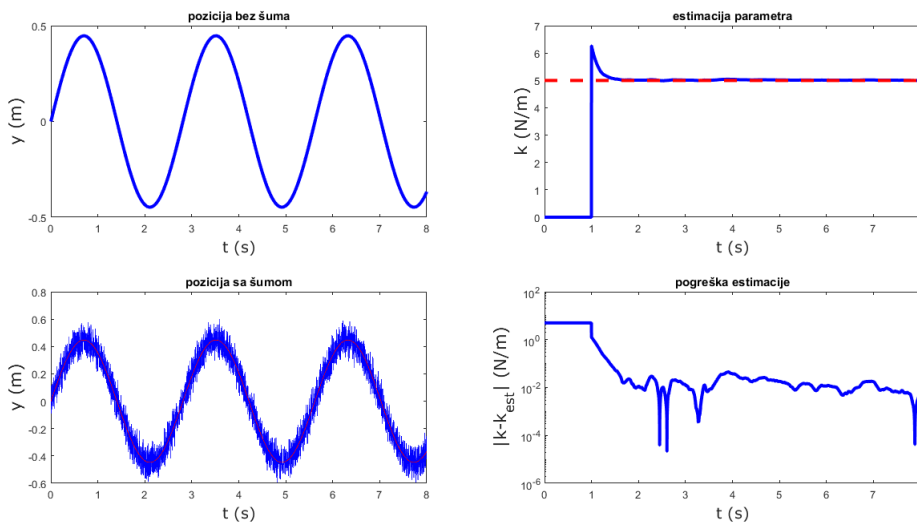 pozicija bez šuma
0.5
0
-0.5
y (m)
0 1 2 3 4 5 6 7 8
t (s)
estimacija parametra
7
6
5
4
3
2
1
0
k (N/m)
0 1 2 3 4 5 6 7
t (s)
pozicija sa šumom
0.8
0.6
0.4
0.2
0
-0.2
-0.4
-0.6
y (m)
0 1 2 3 4 5 6 7 8
t (s)
pogreška estimacije
10^2
10^0
10^-2
10^-4
10^-6
|k-k_est| (N/m)
0 1 2 3 4 5 6 7
t (s)